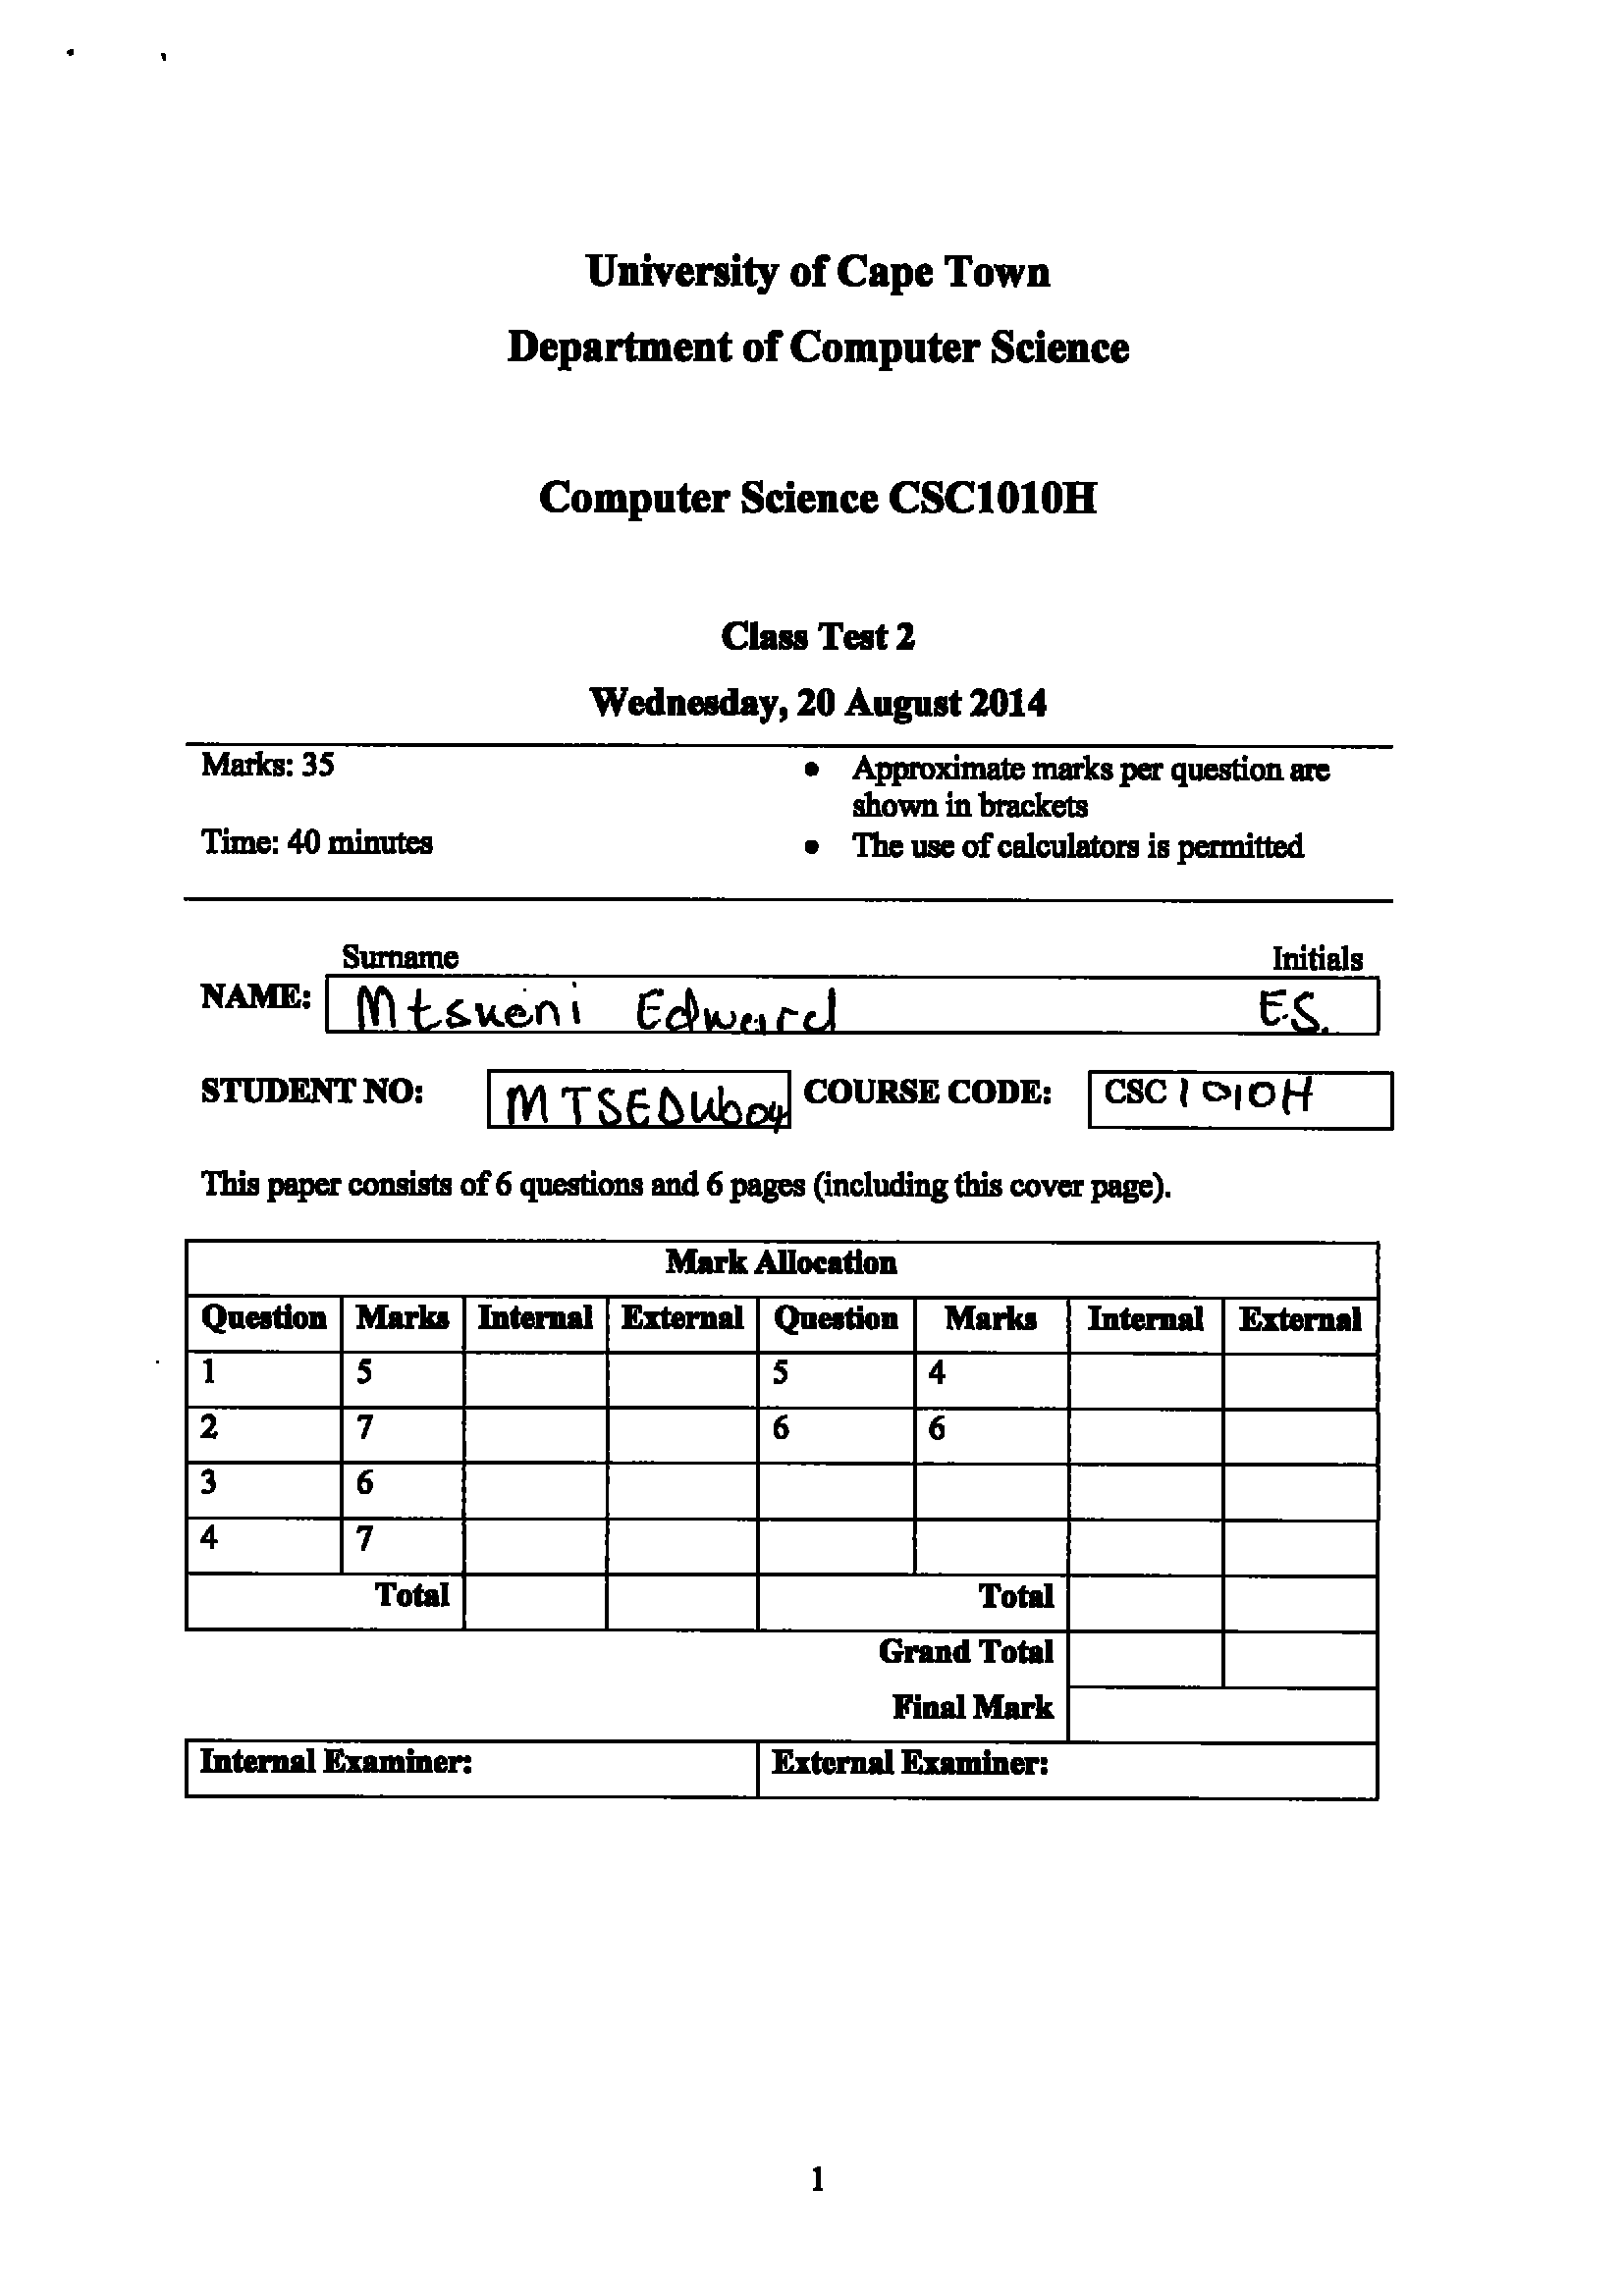 University of Cape Town
Department of Computer Science
Computer Science CSC1010H
Class Test 2
Wednesday, 20 August 2014
Marks: 35
Time: 40 minutes
• Approximate marks per question are
shown in brackets
• The use of calculators is permitted
Surname Initials
NAME: Mtsweni Edward E.S.
STUDENT NO: MTSEDW004 COURSE CODE: CSC1010H
This paper consists of 6 questions and 6 pages (including this cover page).
Mark Allocation
Question Marks Internal External Question Marks Internal External
1 5 5 4
2 7 6 6
3 6
4 7
Total Total
Grand Total
Final Mark
Internal Examiner: External Examiner:
1